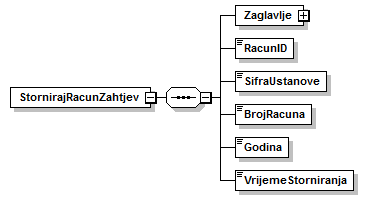 Zaglavlje
RacunID
StornirajRacunZahtjev
SifraUstanove
BrojRacuna
Godina
VrijemeStorniranja